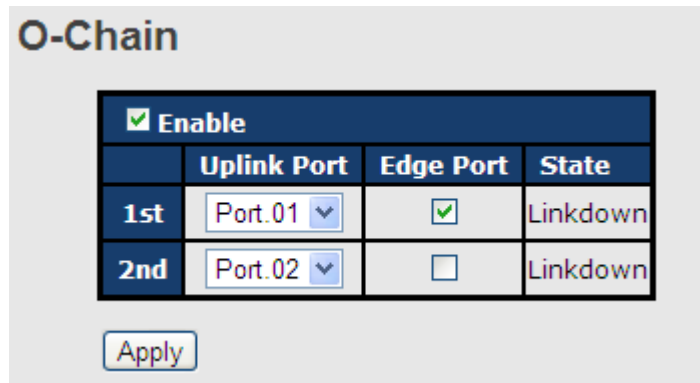 O-Chain
Enable
Uplink Port Edge Port State
1st Port.01 Linkdown
2nd Port.02 Linkdown
Apply